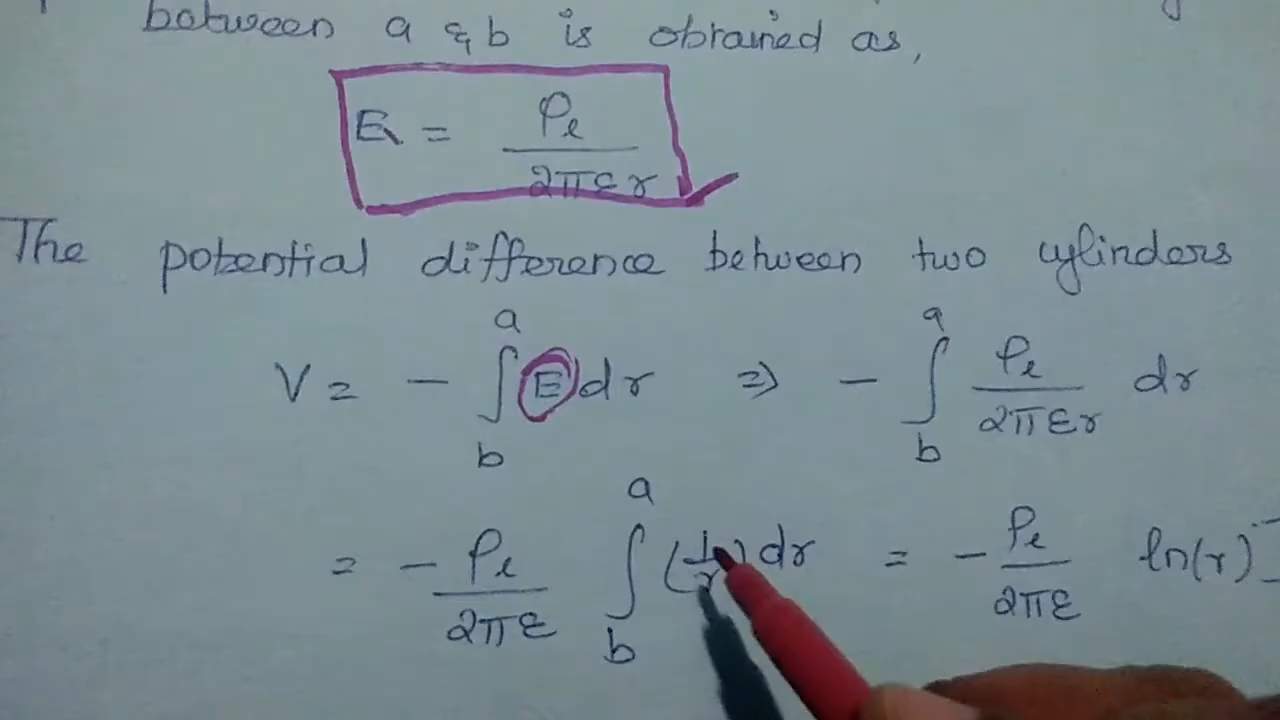 between a & b is obrained as,
E = ρℓ / 2πεr
The potential difference between two cylinders
V = - ∫_b^a E dr ⇒ - ∫_b^a ρℓ / 2πεr dr
= - ρℓ / 2πε ∫_b^a (1/r) dr = - ρℓ / 2πε ln(r)